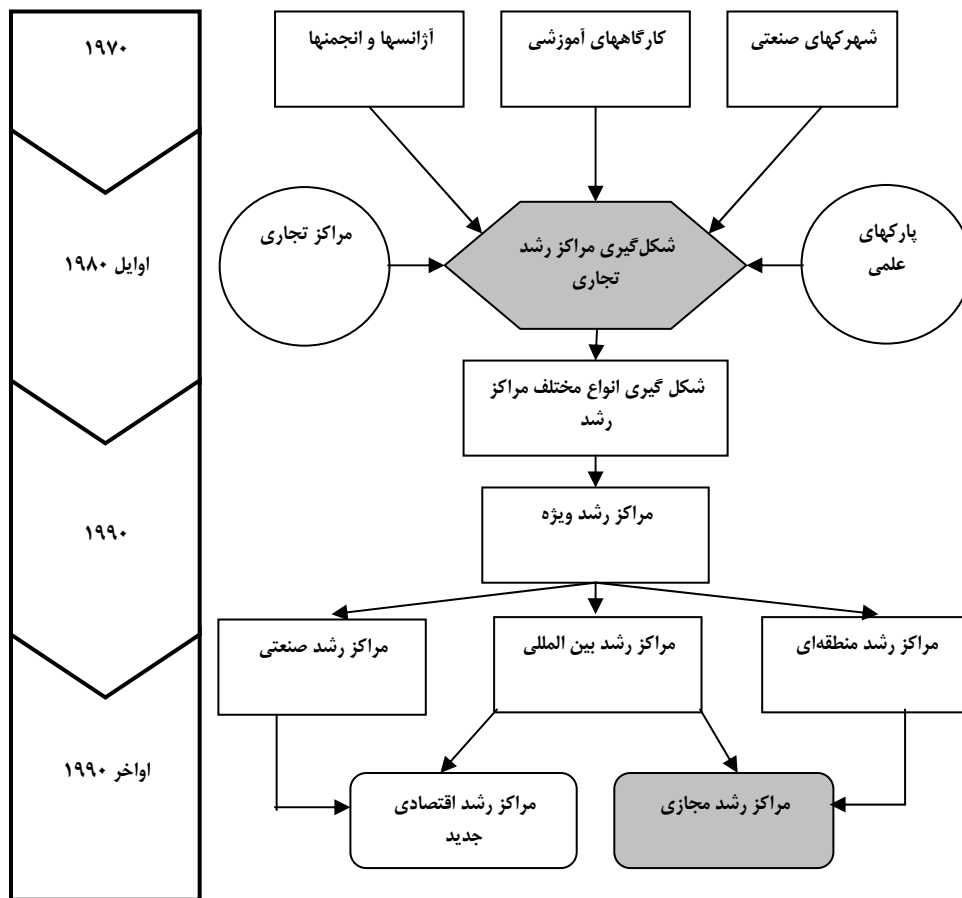 ۱۹۷۰
شهرکهای صنعتی
کارگاههای آموزشی
آژانسها و انجمنها
اوایل ۱۹۸۰
پارکهای
علمی
شکل‌گیری مراکز رشد
تجاری
مراکز تجاری
شکل گیری انواع مختلف مراکز
رشد
۱۹۹۰
مراکز رشد ویژه
مراکز رشد منطقه‌ای
مراکز رشد بین المللی
مراکز رشد صنعتی
اواخر ۱۹۹۰
مراکز رشد مجازی
مراکز رشد اقتصادی
جدید